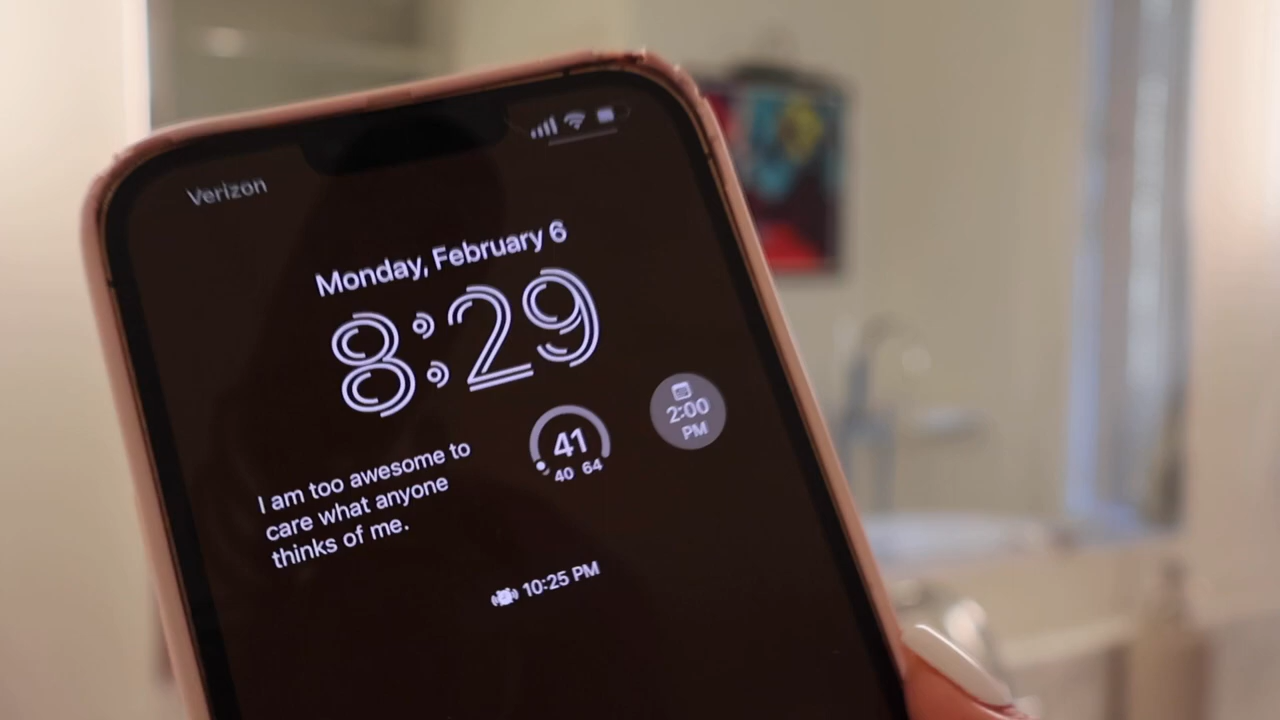 Verizon
Monday, February 6
8:29
41
40 64
2:00
PM
I am too awesome to
care what anyone
thinks of me.
10:25 PM